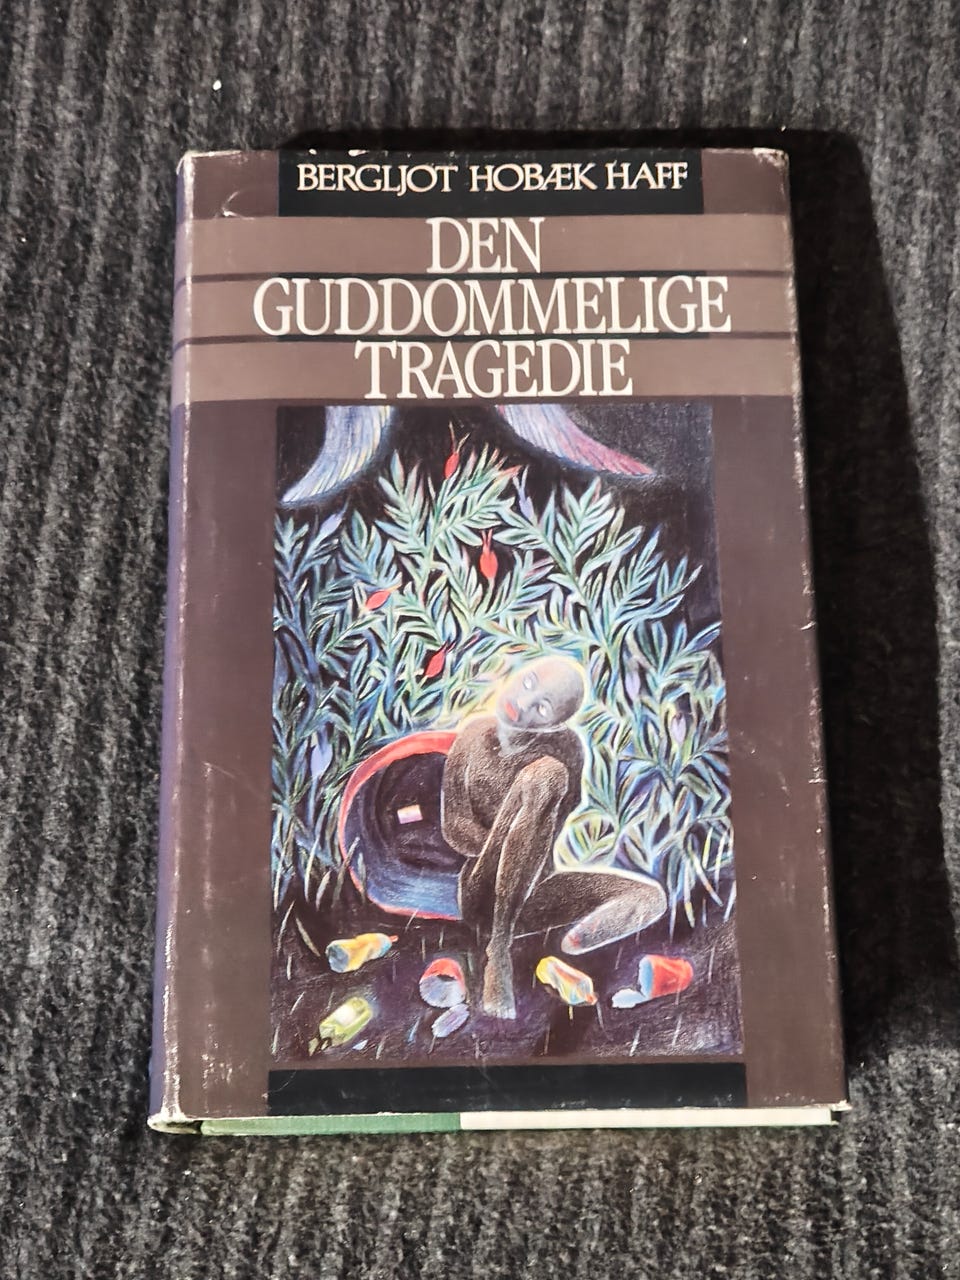 BERGLJOT HOBÆK HAFF
DEN
GUDDOMMELIGE
TRAGEDIE